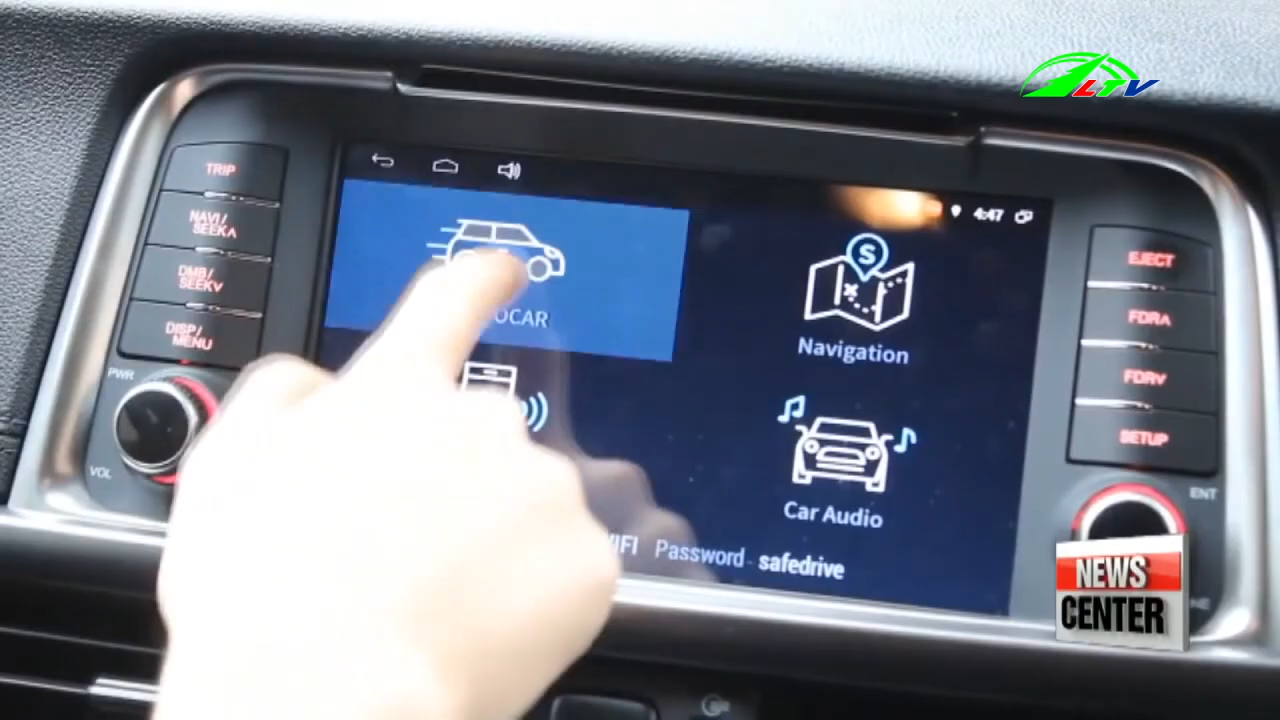 LTV
TRIP
NAVI/
SEEK∧
DMB/
SEEK∨
DISP/
MENU
PWR
VOL
4:47
OCAR
Navigation
Car Audio
WIFI Password - safedrive
EJECT
FDR∧
FDR∨
SETUP
ENT
NEWS
CENTER